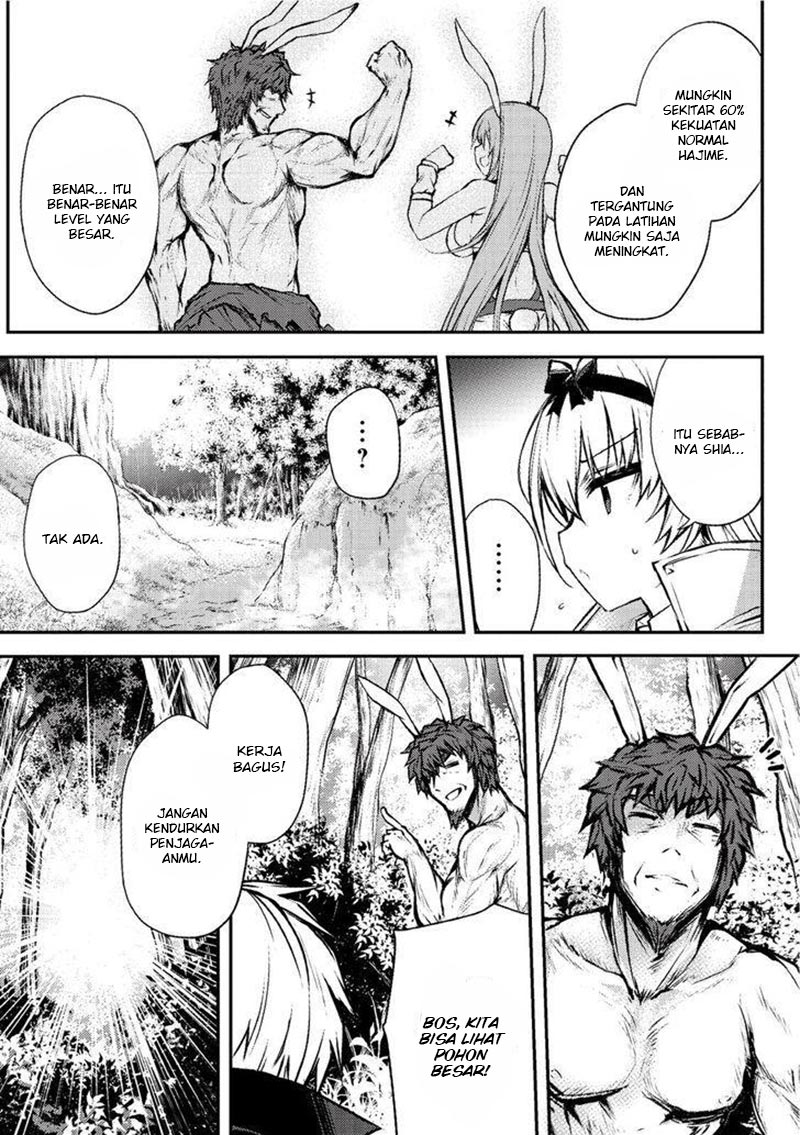 MUNGKIN
SEKITAR 60%
KEKUATAN
NORMAL
HAJIME.
DAN
TERGANTUNG
PADA LATIHAN
MUNGKIN SAJA
MENINGKAT.
BENAR... ITU
BENAR-BENAR
LEVEL YANG
BESAR.
ITU SEBAB-
NYA SHIA...
...
...?
TAK ADA.
BOS, KITA
BISA LIHAT
POHON
BESAR!
KERJA
BAGUS!
JANGAN
KENDURKAN
PENJAGA-
ANMU.